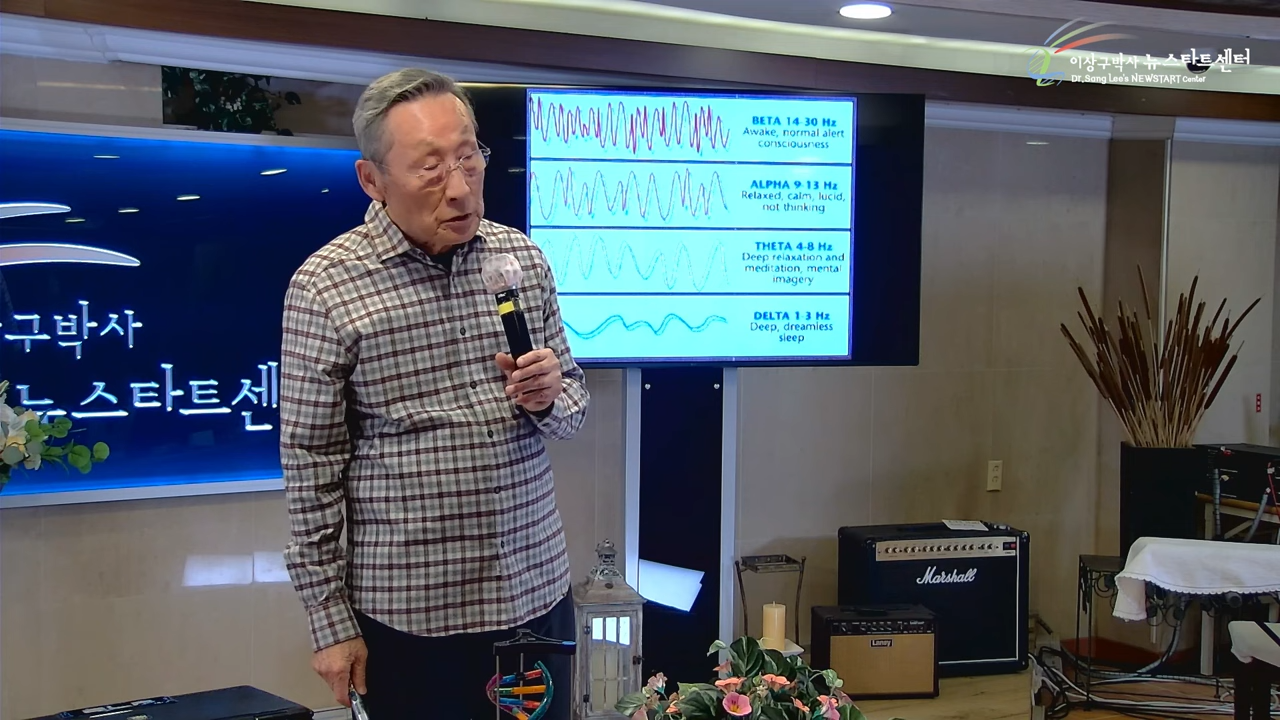 이상구박사 뉴스타트센터
Dr. Sang Lee's NEWSTART Center
BETA 14-30 Hz
Awake, normal alert
consciousness
ALPHA 9-13 Hz
Relaxed, calm, lucid,
not thinking
THETA 4-8 Hz
Deep relaxation and
meditation, mental
imagery
DELTA 1-3 Hz
Deep, dreamless
sleep
구박사
뉴스타트센
Marshall
Laney